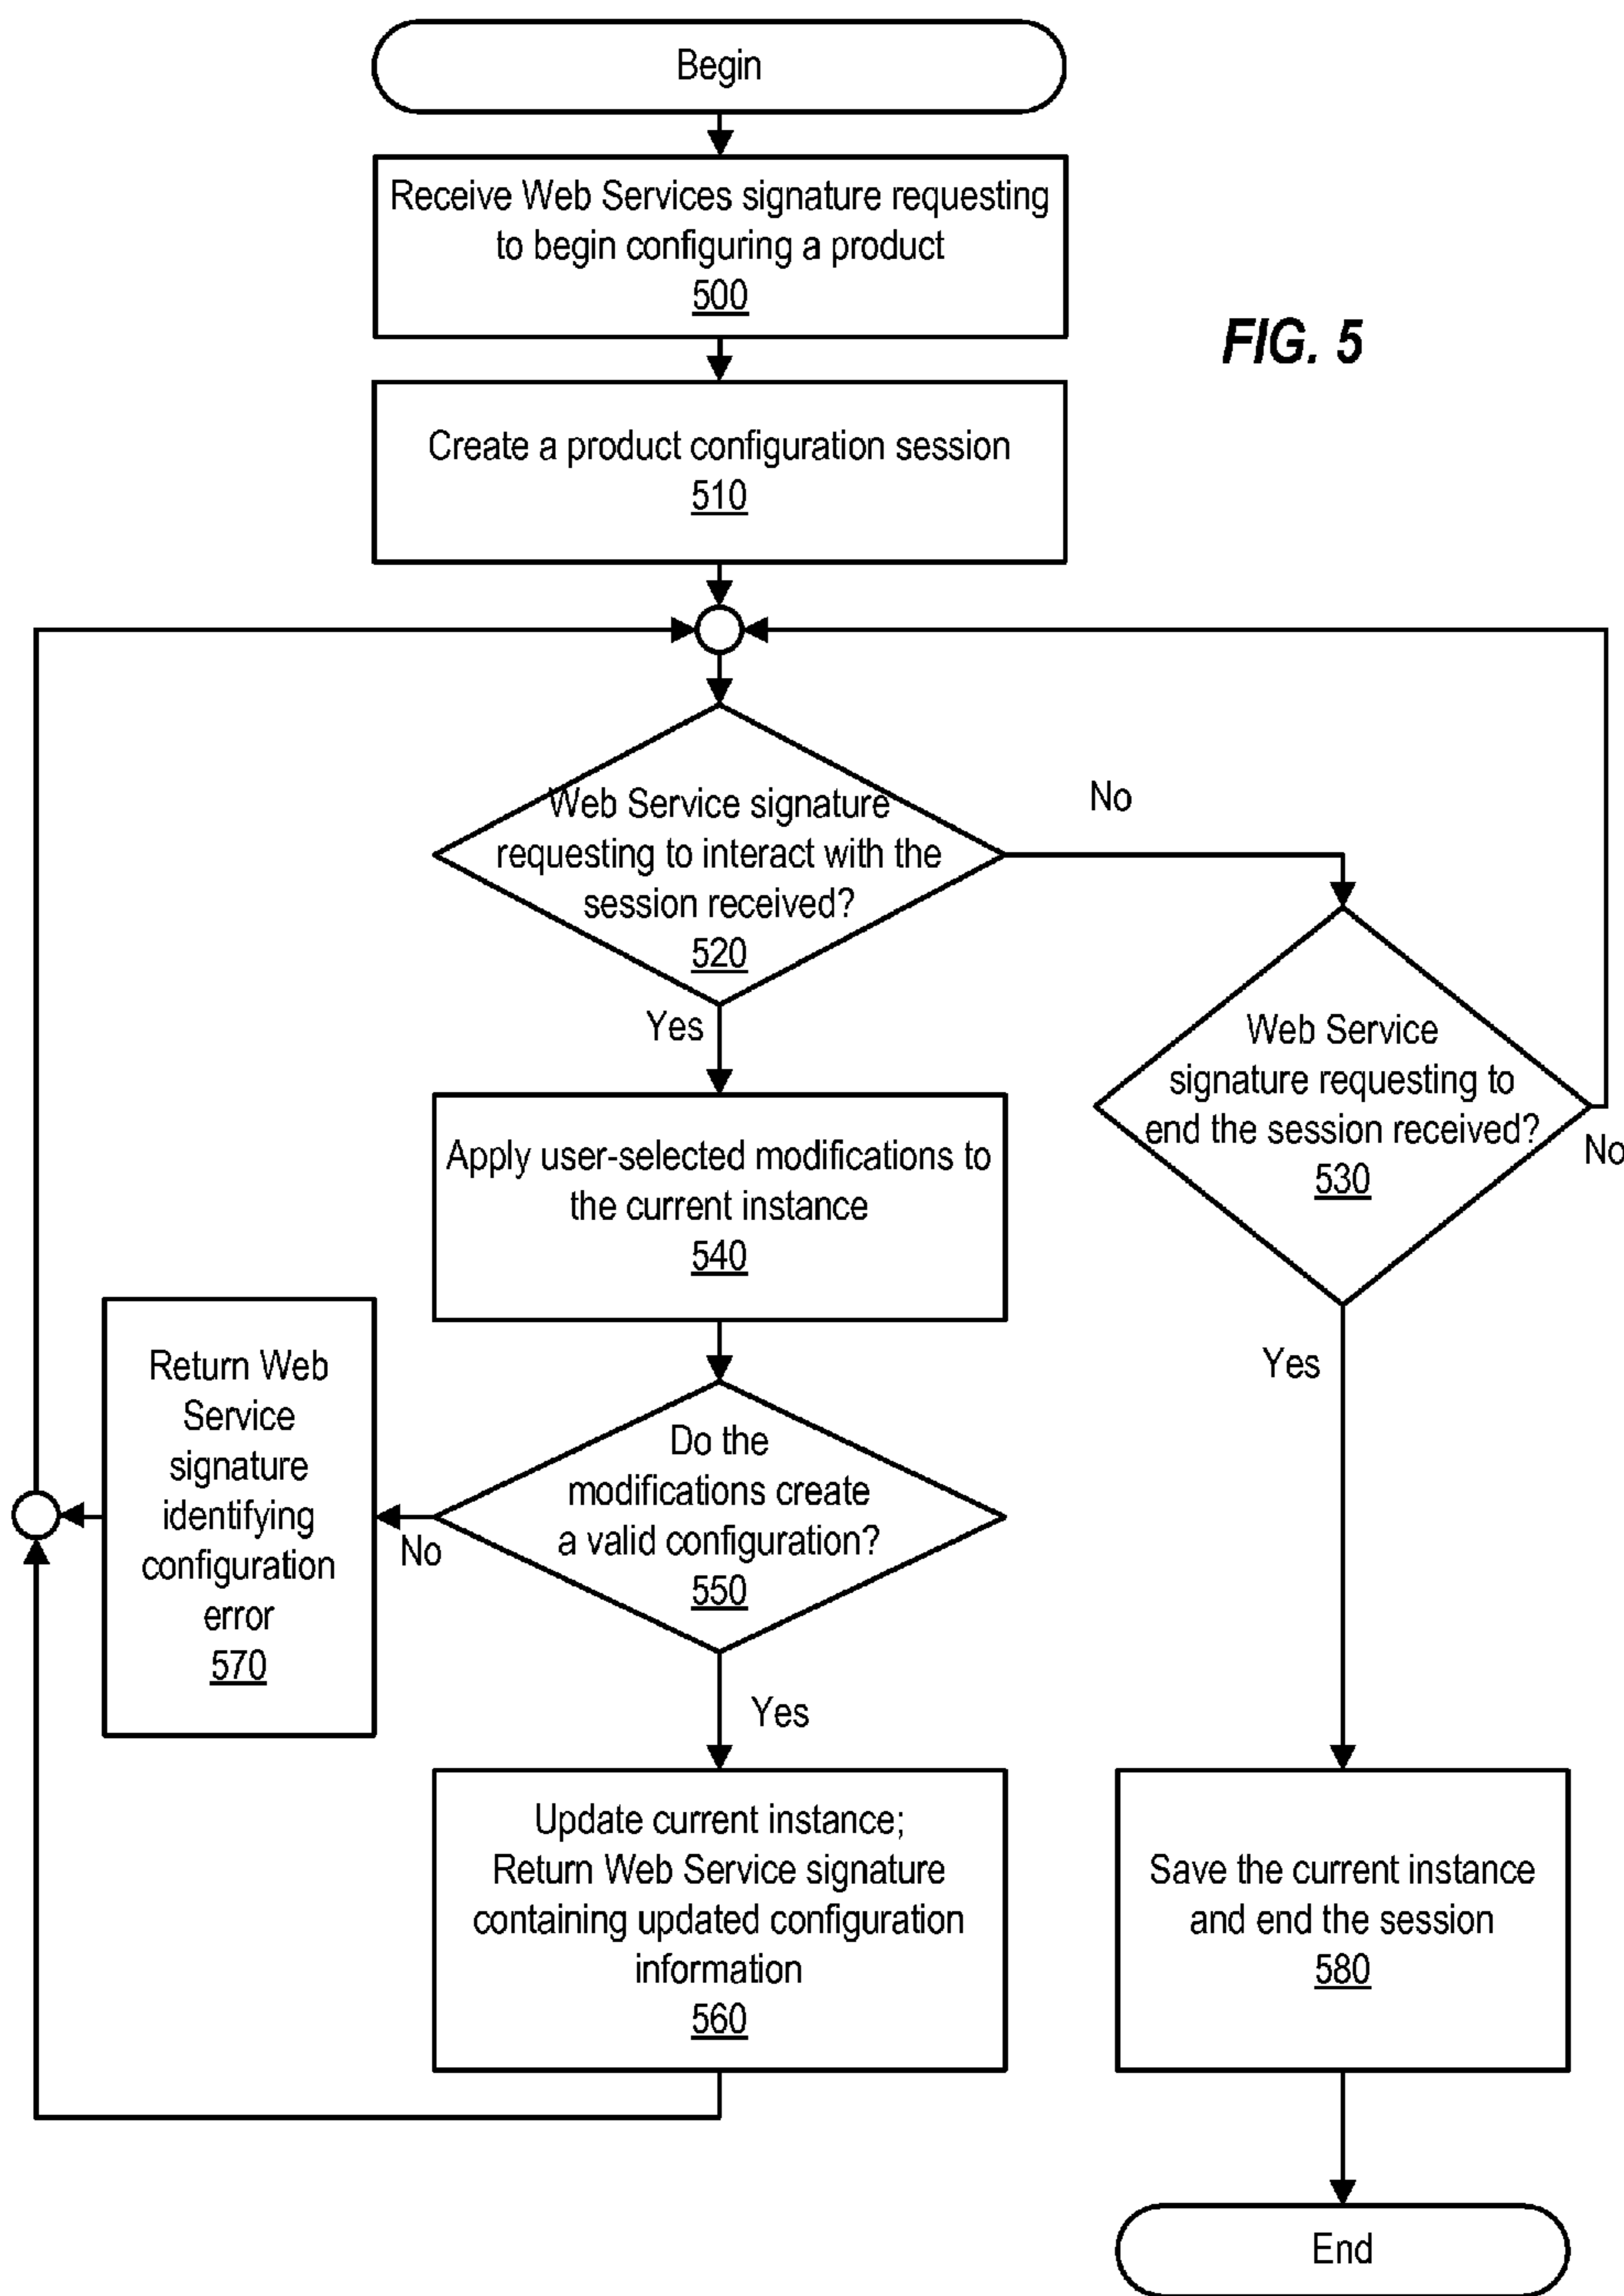 Begin
Receive Web Services signature requesting
to begin configuring a product
500
FIG. 5
Create a product configuration session
510
Web Service signature
requesting to interact with the
session received?
520
No
Yes
Web Service
signature requesting to
end the session received?
530
No
Yes
Apply user-selected modifications to
the current instance
540
Do the
modifications create
a valid configuration?
550
No
Yes
Return Web
Service
signature
identifying
configuration
error
570
Update current instance;
Return Web Service signature
containing updated configuration
information
560
Save the current instance
and end the session
580
End